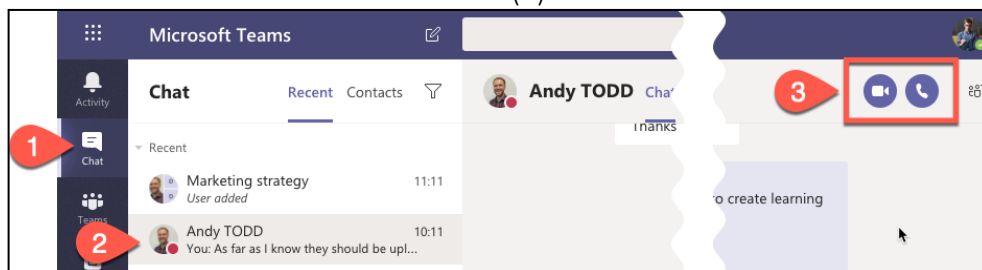 Microsoft Teams
Activity
Chat
Recent Contacts
Andy TODD
3
Thanks
1
Chat
Recent
Marketing strategy 11:11
User added
to create learning
Teams
2
Andy TODD 10:11
You: As far as I know they should be upl...